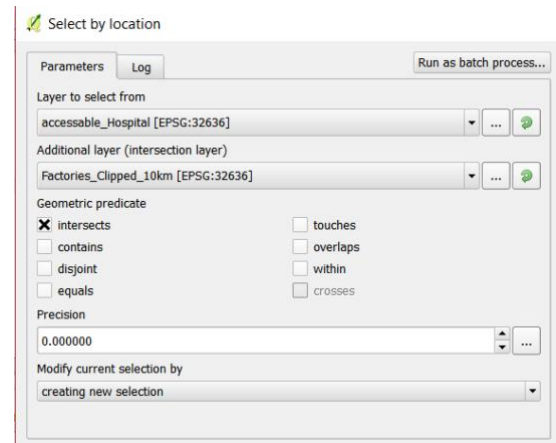 Select by location
Parameters Log Run as batch process...
Layer to select from
accessable_Hospital [EPSG:32636] ...
Additional layer (intersection layer)
Factories_Clipped_10km [EPSG:32636] ...
Geometric predicate
intersects touches
contains overlaps
disjoint within
equals crosses
Precision
0.000000 ...
Modify current selection by
creating new selection